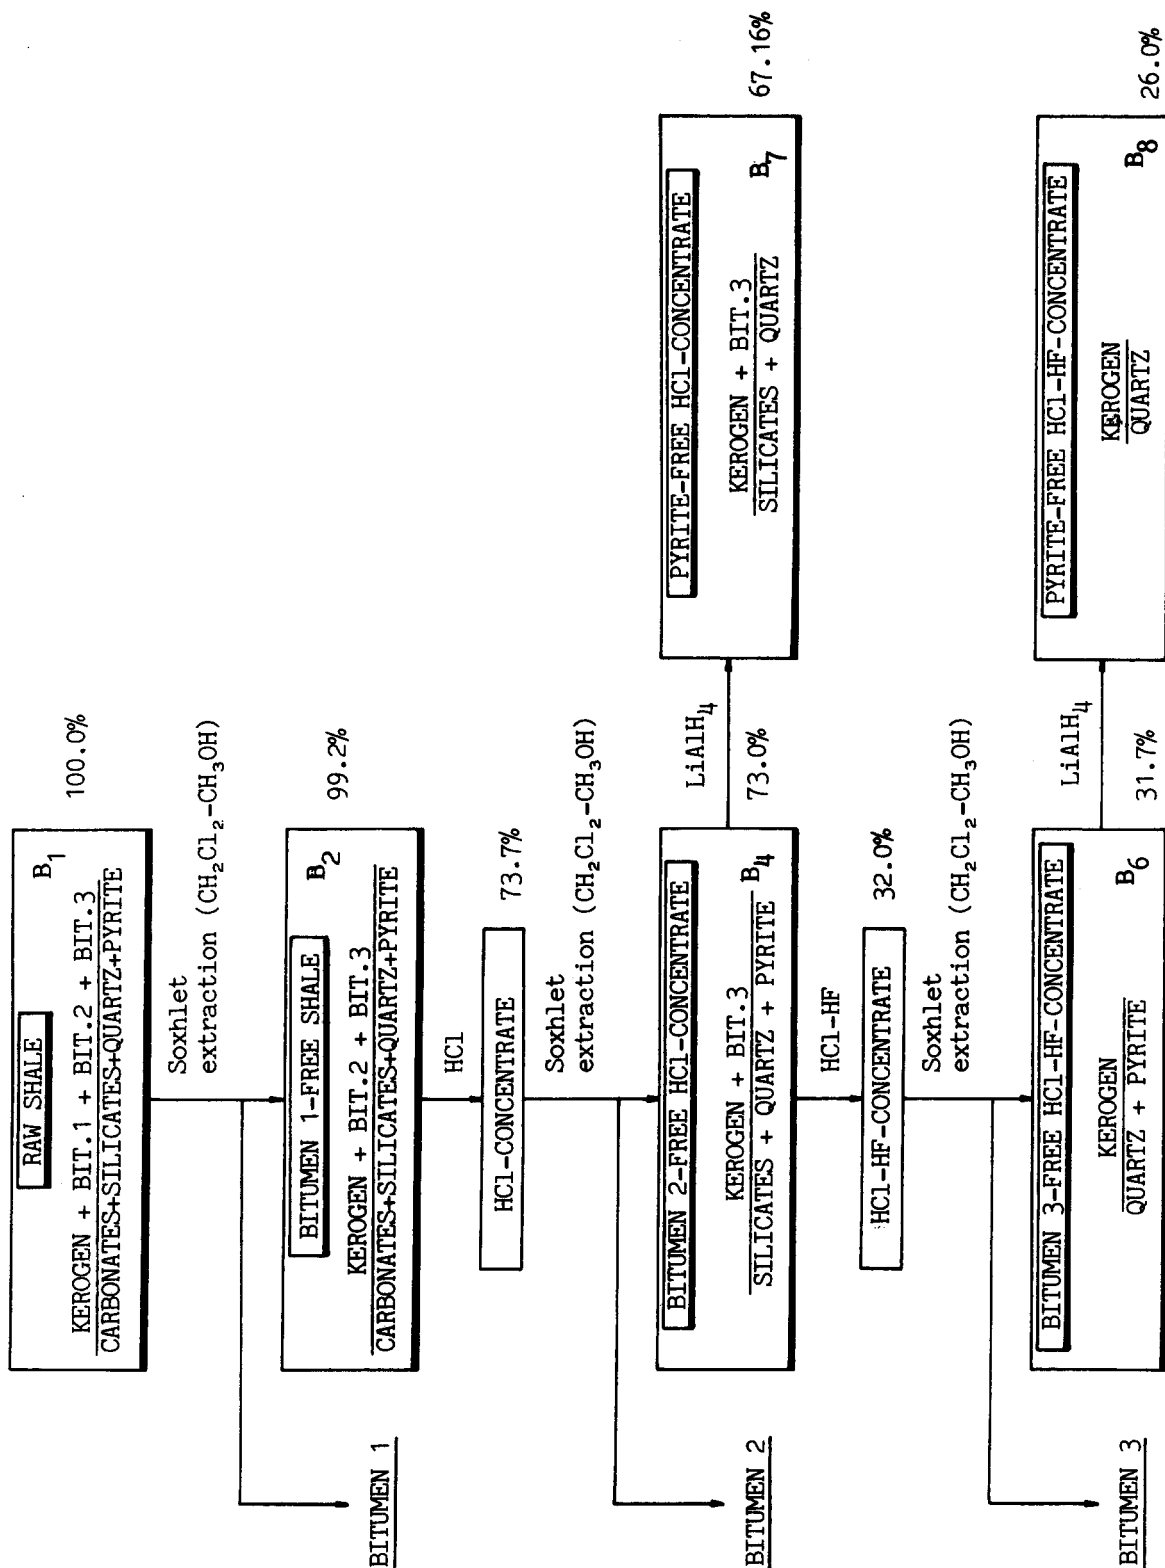 RAW SHALE
B1
100.0%
KEROGEN + BIT.1 + BIT.2 + BIT.3
CARBONATES+SILICATES+QUARTZ+PYRITE
Soxhlet
extraction (CH2Cl2-CH3OH)
BITUMEN 1
BITUMEN 1-FREE SHALE
B2
99.2%
KEROGEN + BIT.2 + BIT.3
CARBONATES+SILICATES+QUARTZ+PYRITE
HCl
HCl-CONCENTRATE
73.7%
Soxhlet
extraction (CH2Cl2-CH3OH)
BITUMEN 2
BITUMEN 2-FREE HCl-CONCENTRATE
KEROGEN + BIT.3
B4
SILICATES + QUARTZ + PYRITE
73.0%
LiAlH4
PYRITE-FREE HCl-CONCENTRATE
KEROGEN + BIT.3
B7
SILICATES + QUARTZ
67.16%
HCl-HF
HCl-HF-CONCENTRATE
32.0%
Soxhlet
extraction (CH2Cl2-CH3OH)
BITUMEN 3
BITUMEN 3-FREE HCl-HF-CONCENTRATE
KEROGEN
B6
QUARTZ + PYRITE
31.7%
LiAlH4
PYRITE-FREE HCl-HF-CONCENTRATE
KEROGEN
B8
QUARTZ
26.0%